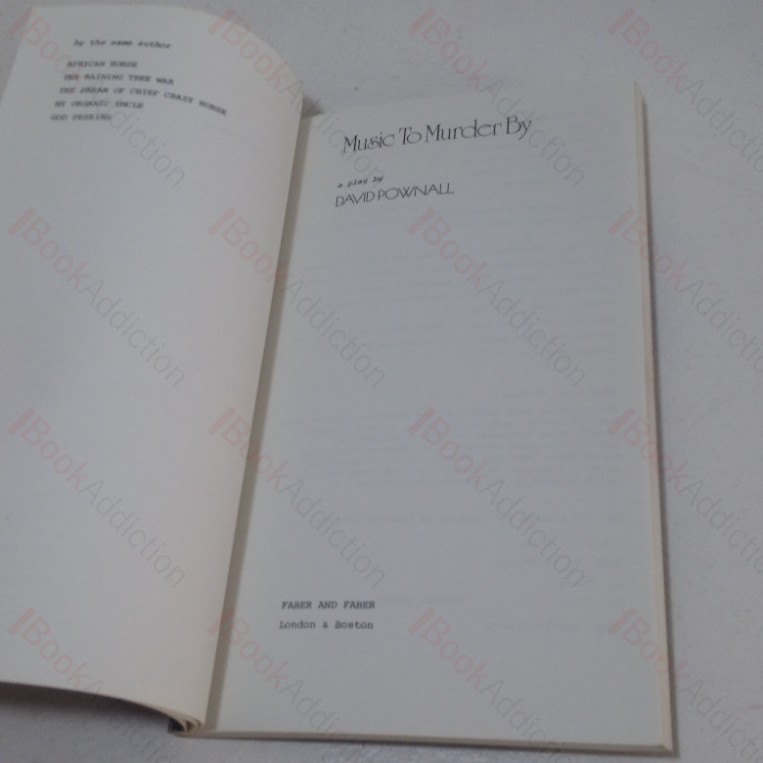 by the same author
AFRICAN HORSE
THE RAINING TREE WAR
THE DREAM OF CHIEF CRAZY HORSE
MY ORGANIC UNCLE
GOD PERKINS
Music To Murder By
a play by
DAVID POWNALL
FABER AND FABER
London & Boston
BookAddiction